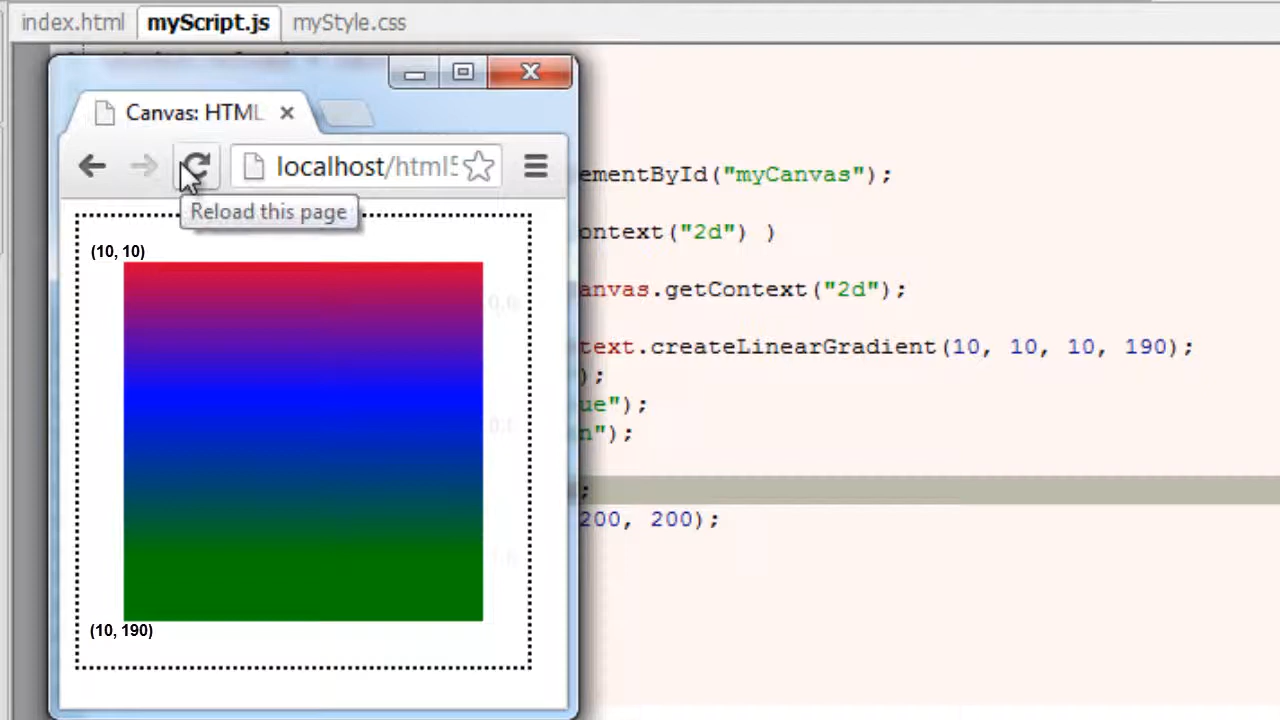 index.html myScript.js myStyle.css
Canvas: HTML
localhost/html5
Reload this page
(10, 10)
(10, 190)
ementById("myCanvas");
ontext("2d") )
anvas.getContext("2d");
text.createLinearGradient(10, 10, 10, 190);
);
ue");
n");
;
200, 200);